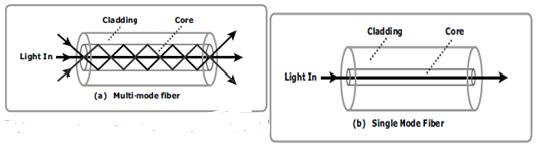 Cladding Core
Light In
(a) Multi-mode fiber
Cladding Core
Light In
(b) Single Mode Fiber